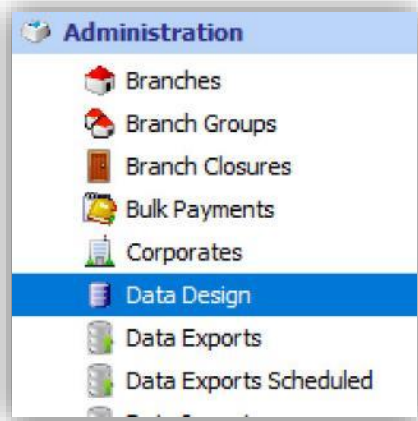 Administration
Branches
Branch Groups
Branch Closures
Bulk Payments
Corporates
Data Design
Data Exports
Data Exports Scheduled